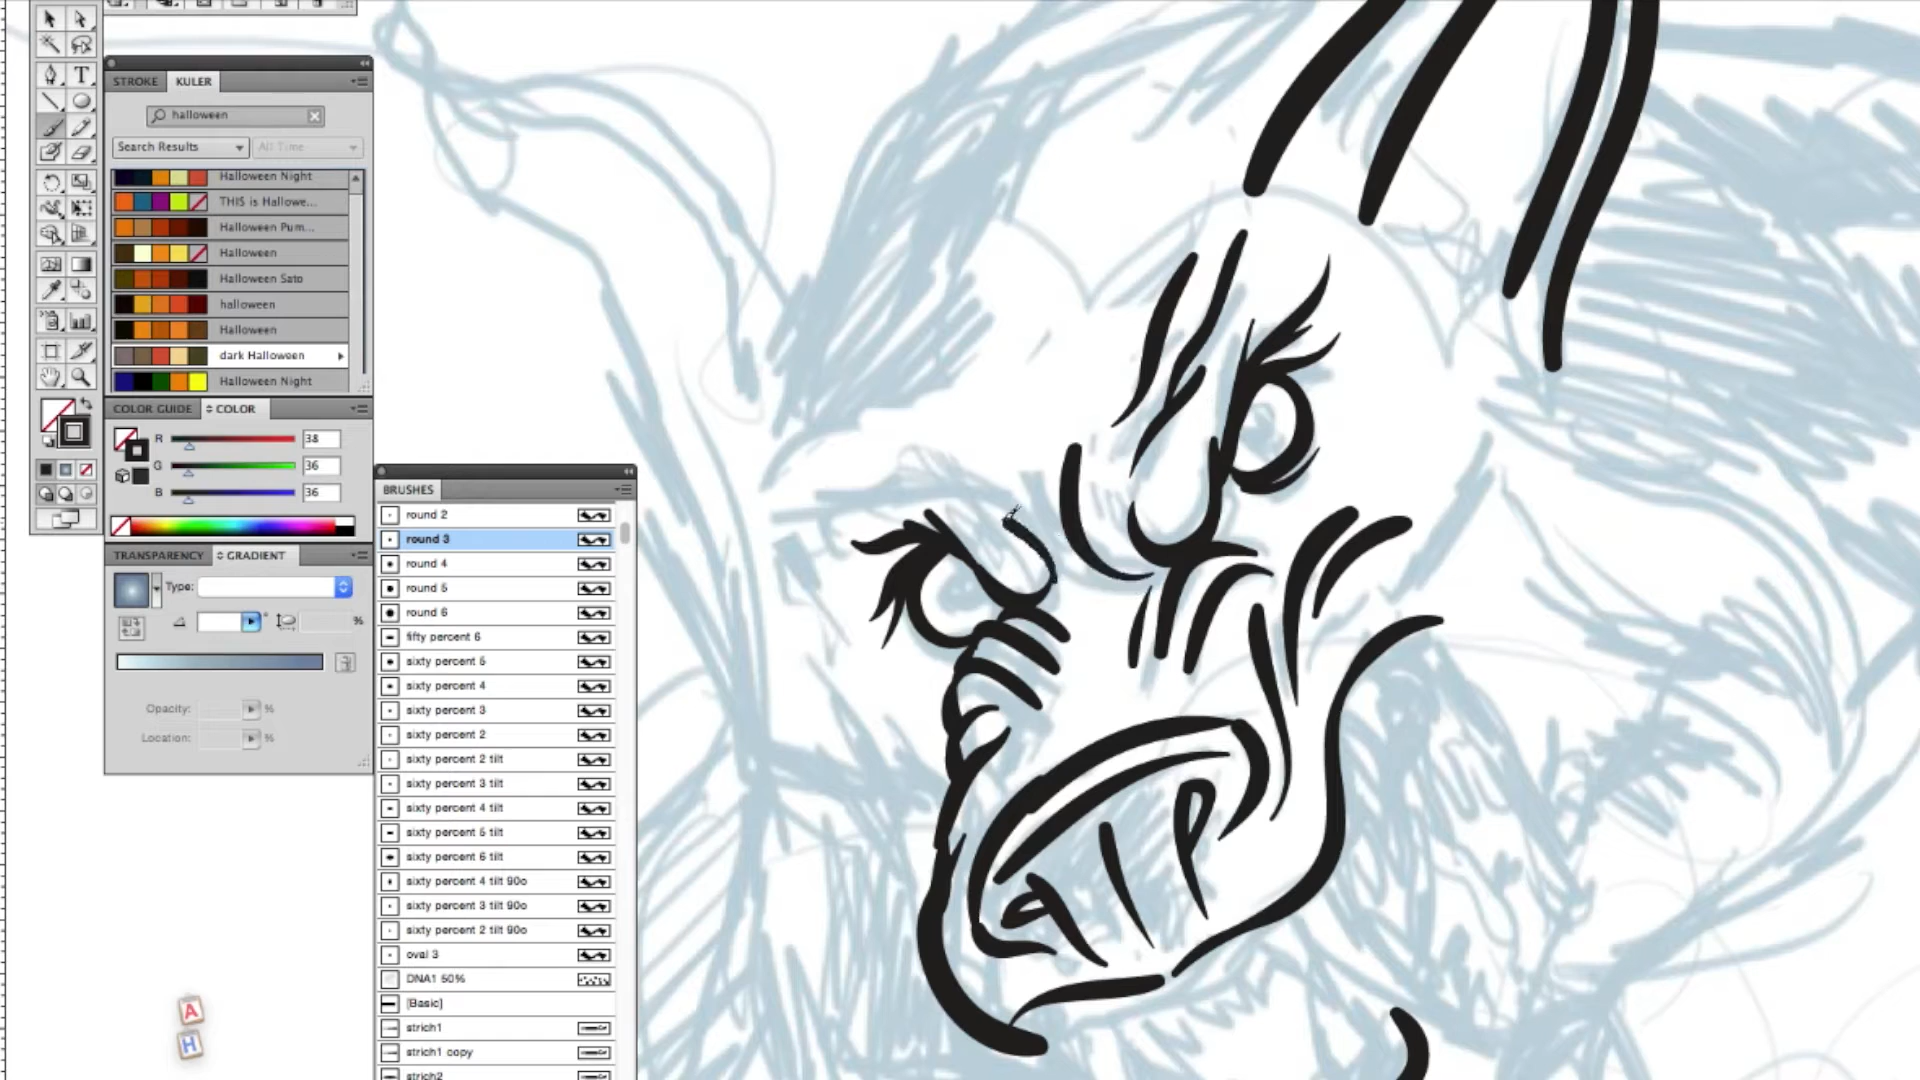 T
STROKE KULER
halloween
Search Results All Time
Halloween Night
THIS is Hallowe...
Halloween Pum...
Halloween
Halloween Sato
halloween
Halloween
dark Halloween
Halloween Night
COLOR GUIDE COLOR
R 38
G 36
B 36
TRANSPARENCY GRADIENT
Type:
° %
Opacity: %
Location: %
BRUSHES
round 2
round 3
round 4
round 5
round 6
fifty percent 6
sixty percent 5
sixty percent 4
sixty percent 3
sixty percent 2
sixty percent 2 tilt
sixty percent 3 tilt
sixty percent 4 tilt
sixty percent 5 tilt
sixty percent 6 tilt
sixty percent 4 tilt 90o
sixty percent 3 tilt 90o
sixty percent 2 tilt 90o
oval 3
DNA1 50%
[Basic]
strich1
strich1 copy
strich2
A
H